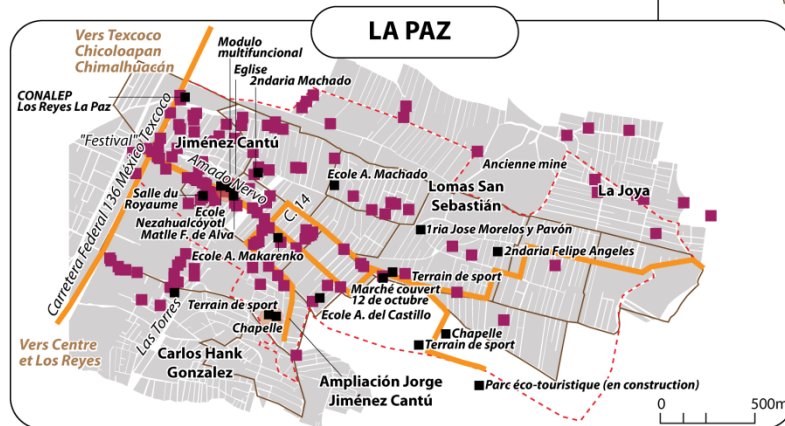 LA PAZ
Vers Texcoco
Chicoloapan
Chimalhuacán
Modulo
multifuncional
Eglise
2ndaria Machado
CONALEP
Los Reyes La Paz
"Festival"
Jiménez Cantú
Carretera Federal 136 México Texcoco
Amado Nervo
Salle du
Royaume
Ecole
Nezahualcóyotl
Matlle F. de Alva
C. 14
Ecole A. Machado
Ancienne mine
Lomas San
Sebastián
La Joya
1ria Jose Morelos y Pavón
2ndaria Felipe Angeles
Ecole A. Makarenko
Terrain de sport
Marché couvert
12 de octubre
Ecole A. del Castillo
Terrain de sport
Chapelle
Las Torres
Chapelle
Terrain de sport
Vers Centre
et Los Reyes
Carlos Hank
Gonzalez
Ampliación Jorge
Jiménez Cantú
Parc éco-touristique (en construction)
0 500m